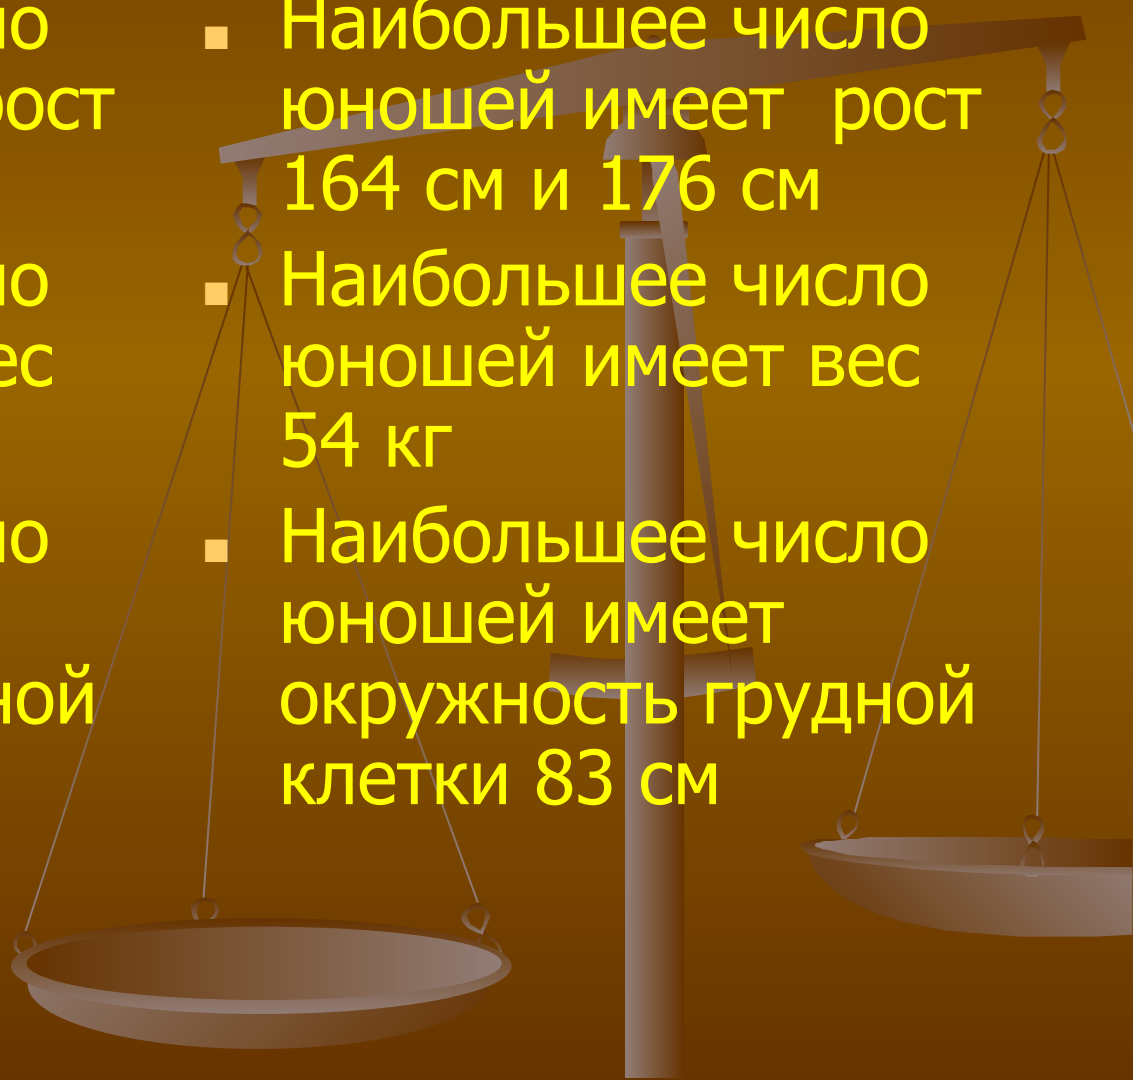 Наибольшее число
юношей имеет рост
164 см и 176 см
Наибольшее число
юношей имеет вес
54 кг
Наибольшее число
юношей имеет
окружность грудной
клетки 83 см